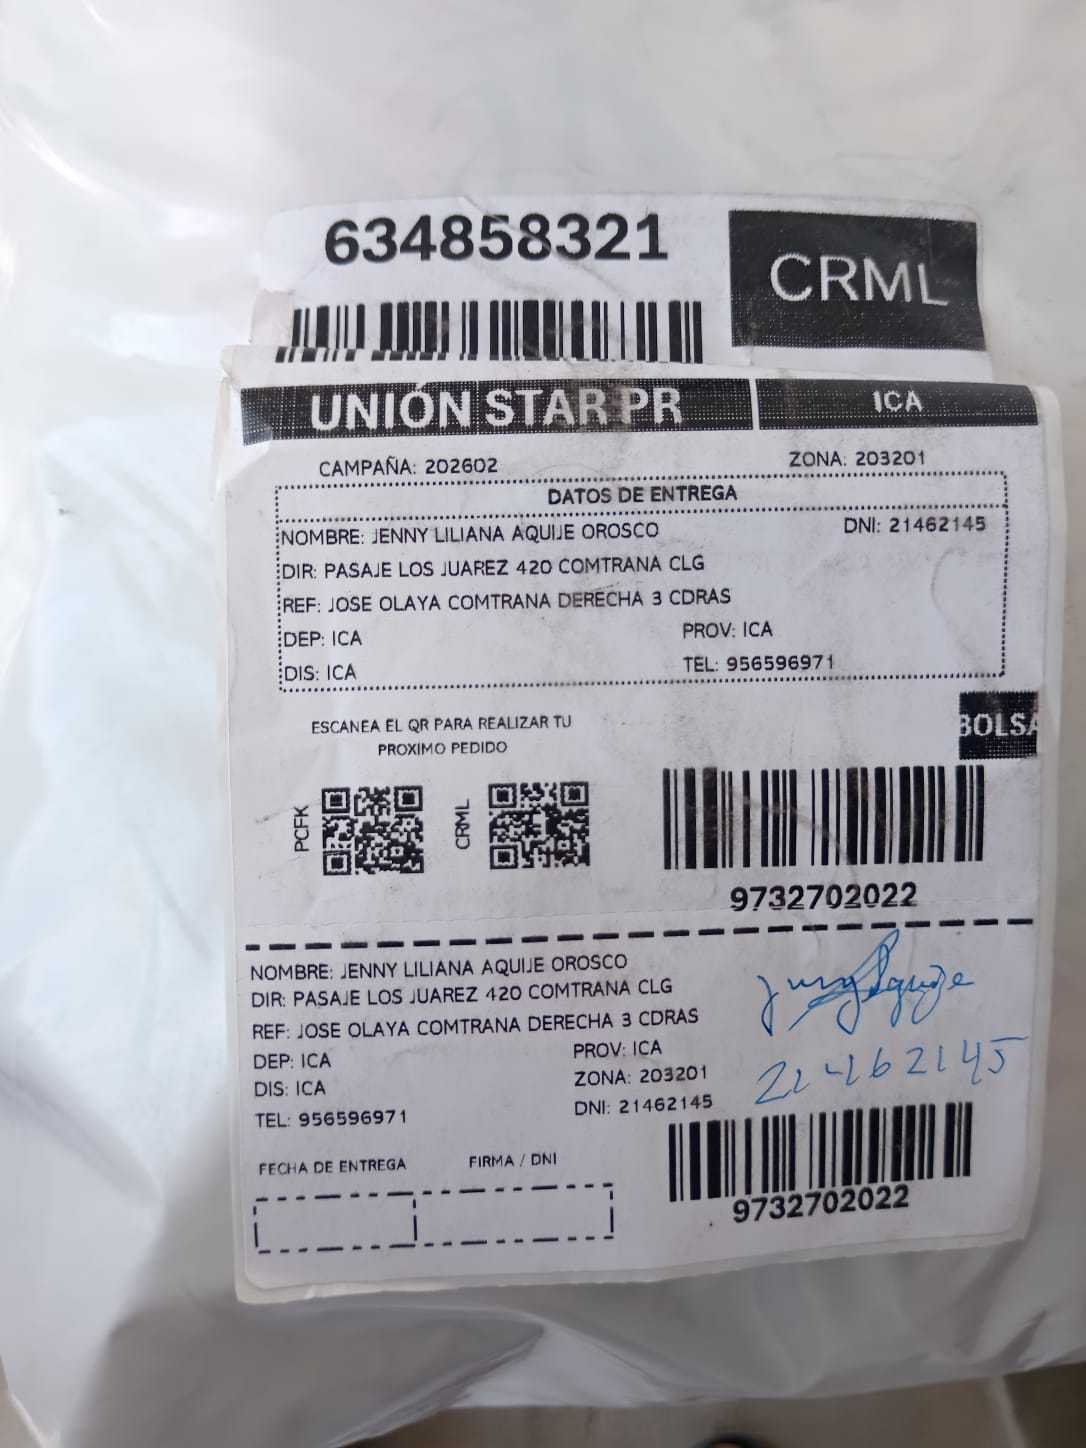 634858321
CRML
UNIÓN STAR PR ICA
CAMPAÑA: 202602 ZONA: 203201
DATOS DE ENTREGA
NOMBRE: JENNY LILIANA AQUIJE OROSCO DNI: 21462145
DIR: PASAJE LOS JUAREZ 420 COMTRANA CLG
REF: JOSE OLAYA COMTRANA DERECHA 3 CDRAS
DEP: ICA PROV: ICA
DIS: ICA TEL: 956596971
ESCANEA EL QR PARA REALIZAR TU
PROXIMO PEDIDO
BOLSA
PCFK
CRML
9732702022
NOMBRE: JENNY LILIANA AQUIJE OROSCO
DIR: PASAJE LOS JUAREZ 420 COMTRANA CLG
REF: JOSE OLAYA COMTRANA DERECHA 3 CDRAS
DEP: ICA PROV: ICA
DIS: ICA ZONA: 203201
TEL: 956596971 DNI: 21462145
21462145
FECHA DE ENTREGA FIRMA / DNI
9732702022